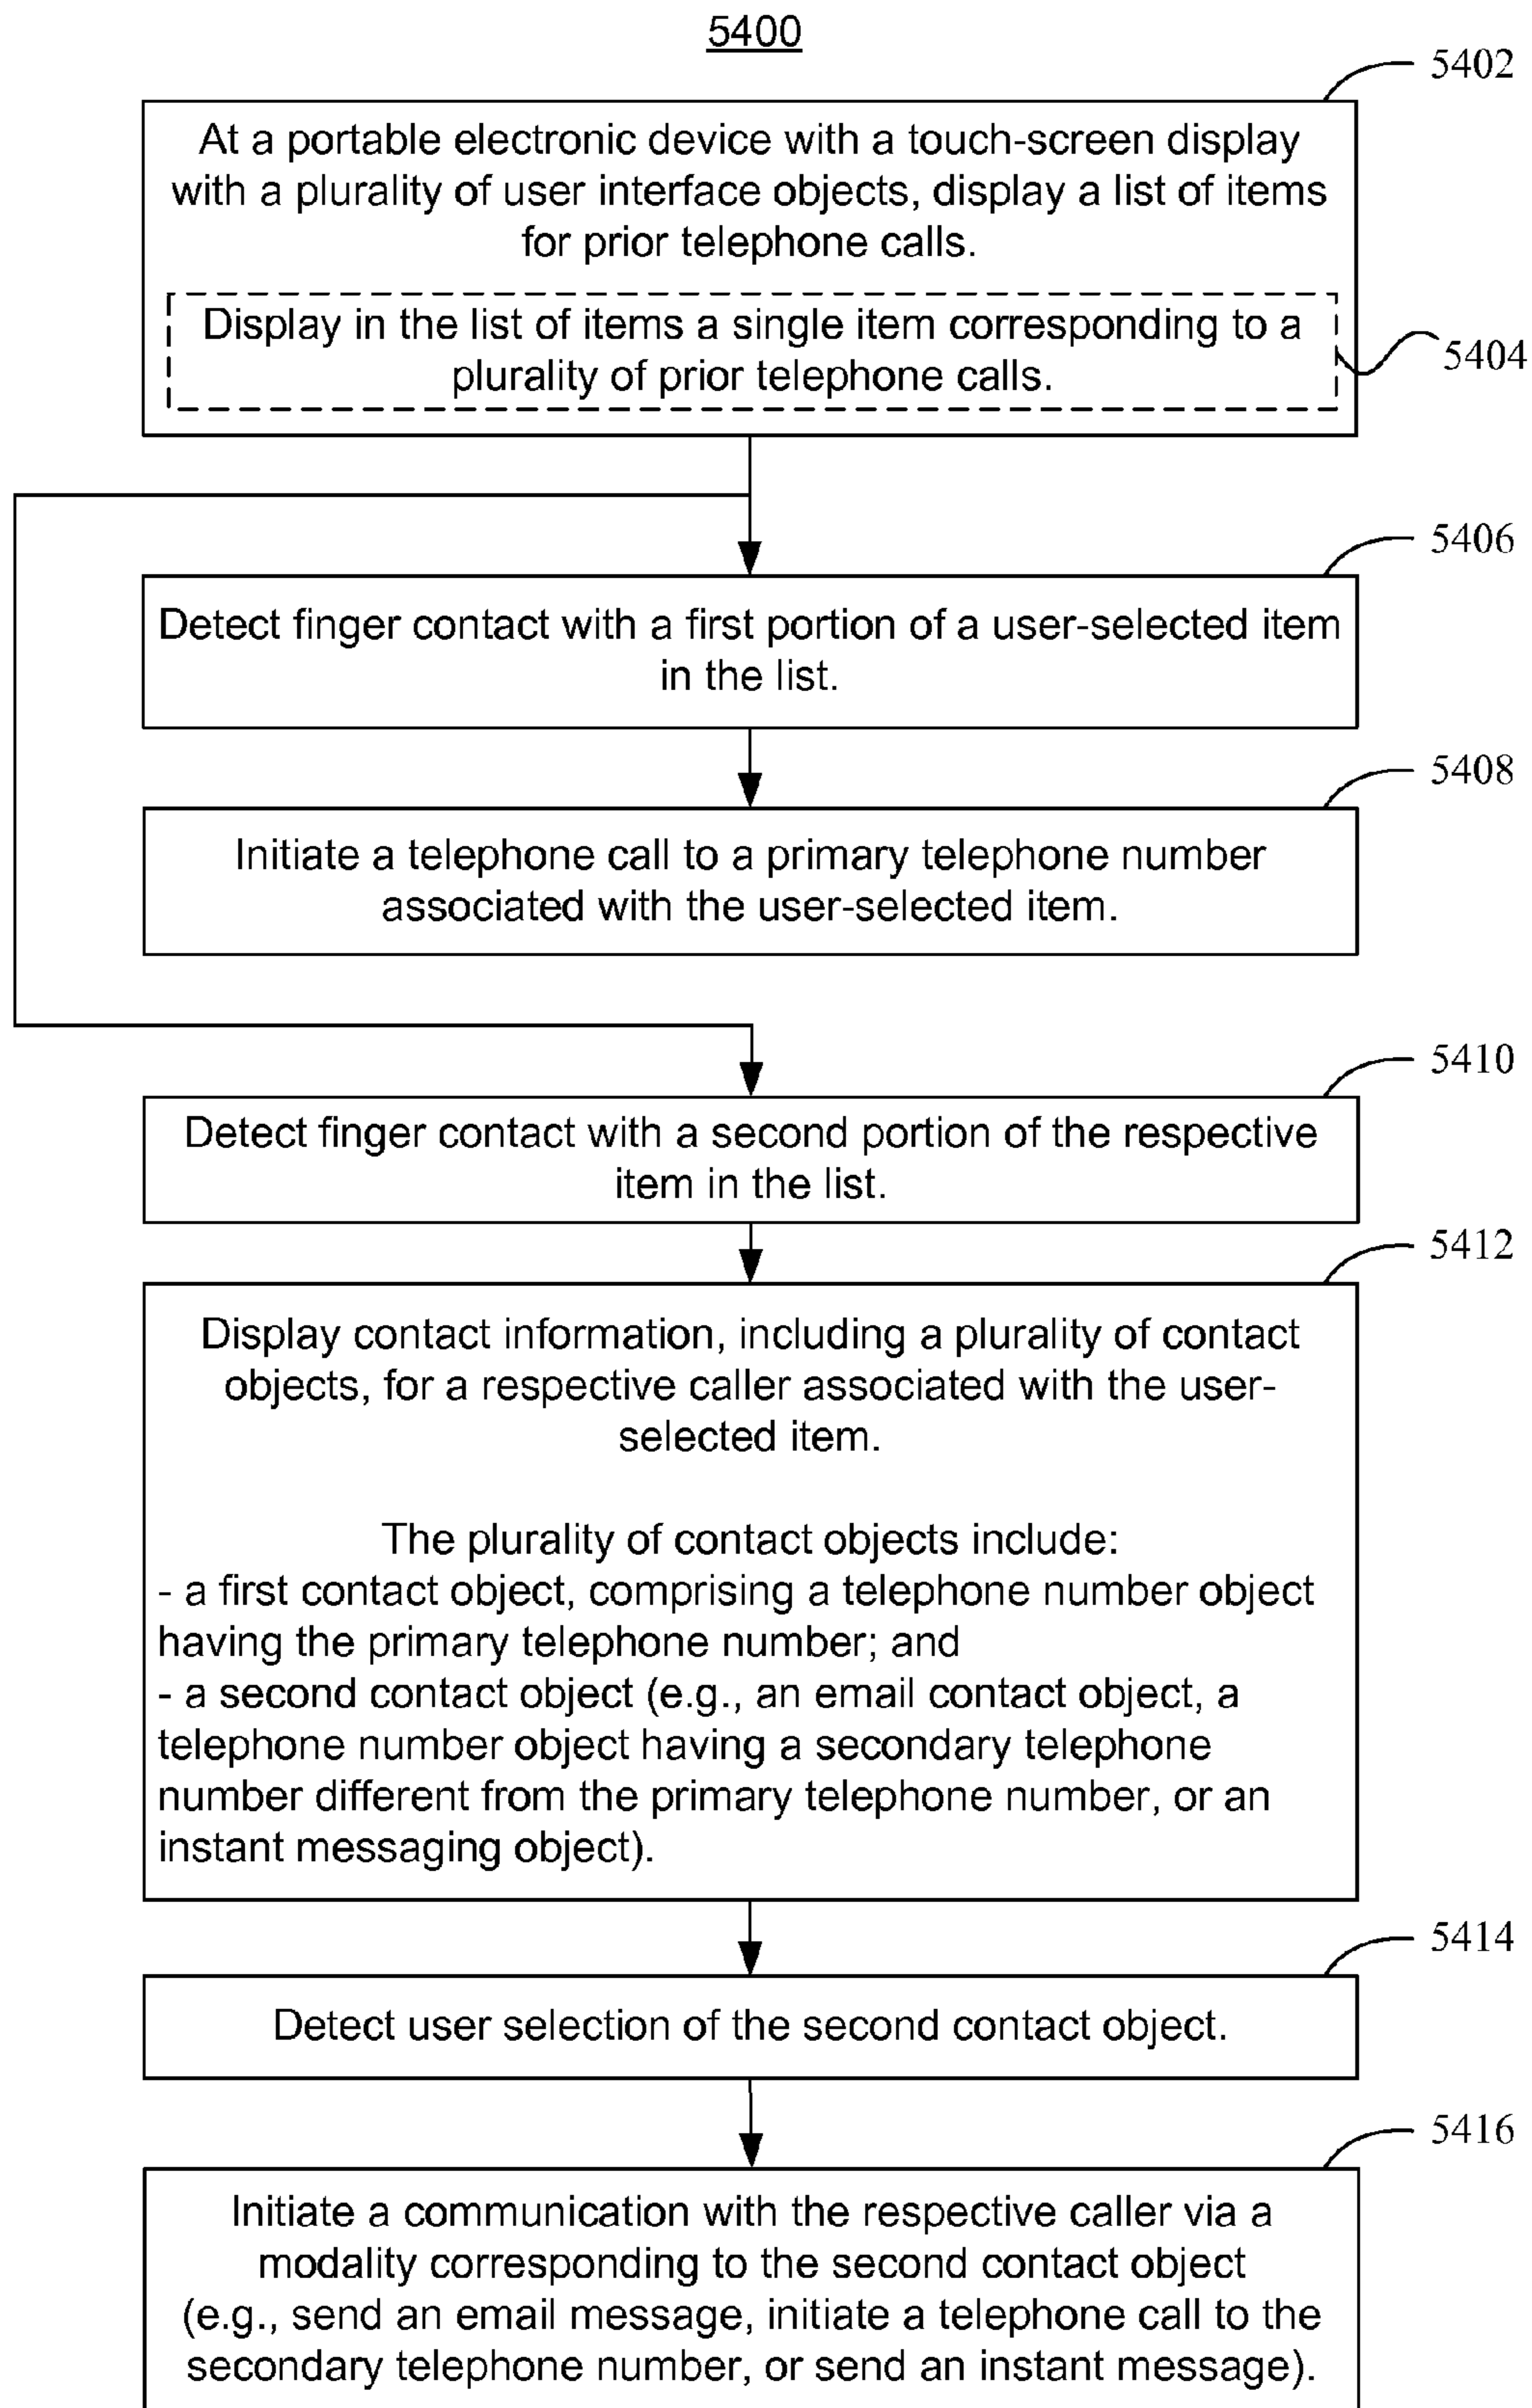 5400
5402
At a portable electronic device with a touch-screen display
with a plurality of user interface objects, display a list of items
for prior telephone calls.
Display in the list of items a single item corresponding to a
plurality of prior telephone calls.
5404
5406
Detect finger contact with a first portion of a user-selected item
in the list.
5408
Initiate a telephone call to a primary telephone number
associated with the user-selected item.
5410
Detect finger contact with a second portion of the respective
item in the list.
5412
Display contact information, including a plurality of contact
objects, for a respective caller associated with the user-
selected item.
The plurality of contact objects include:
- a first contact object, comprising a telephone number object
having the primary telephone number; and
- a second contact object (e.g., an email contact object, a
telephone number object having a secondary telephone
number different from the primary telephone number, or an
instant messaging object).
5414
Detect user selection of the second contact object.
5416
Initiate a communication with the respective caller via a
modality corresponding to the second contact object
(e.g., send an email message, initiate a telephone call to the
secondary telephone number, or send an instant message).